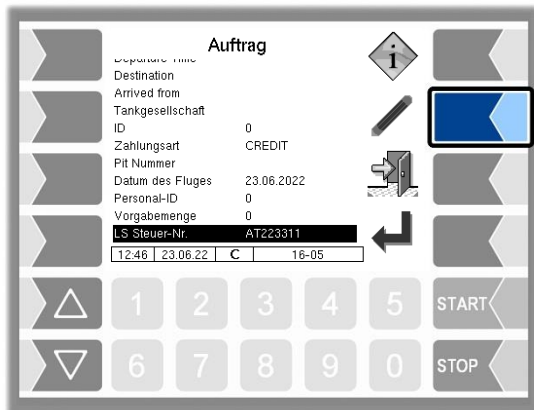 Auftrag
Departure Time
Destination
Arrived from
Tankgesellschaft
ID 0
Zahlungsart CREDIT
Pit Nummer
Datum des Fluges 23.06.2022
Personal-ID 0
Vorgabemenge 0
LS Steuer-Nr. AT223311
12:46 23.06.22 C 16-05
1 2 3 4 5 START
6 7 8 9 0 STOP